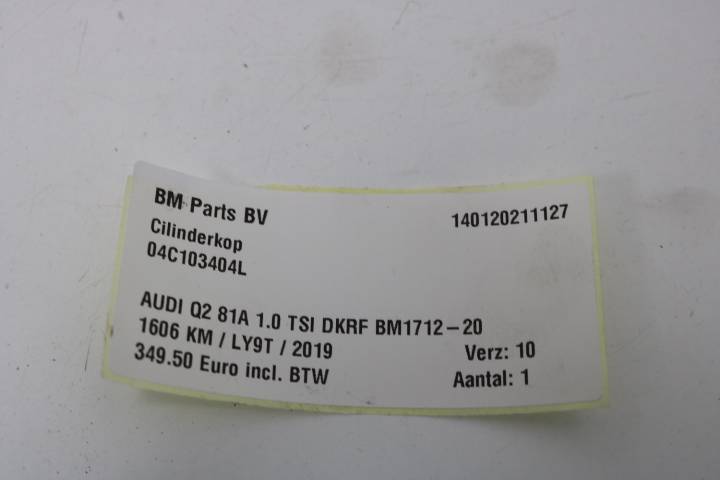 BM Parts BV
140120211127
Cilinderkop
04C103404L
AUDI Q2 81A 1.0 TSI DKRF BM1712-20
1606 KM / LY9T / 2019
Verz: 10
349.50 Euro incl. BTW
Aantal: 1